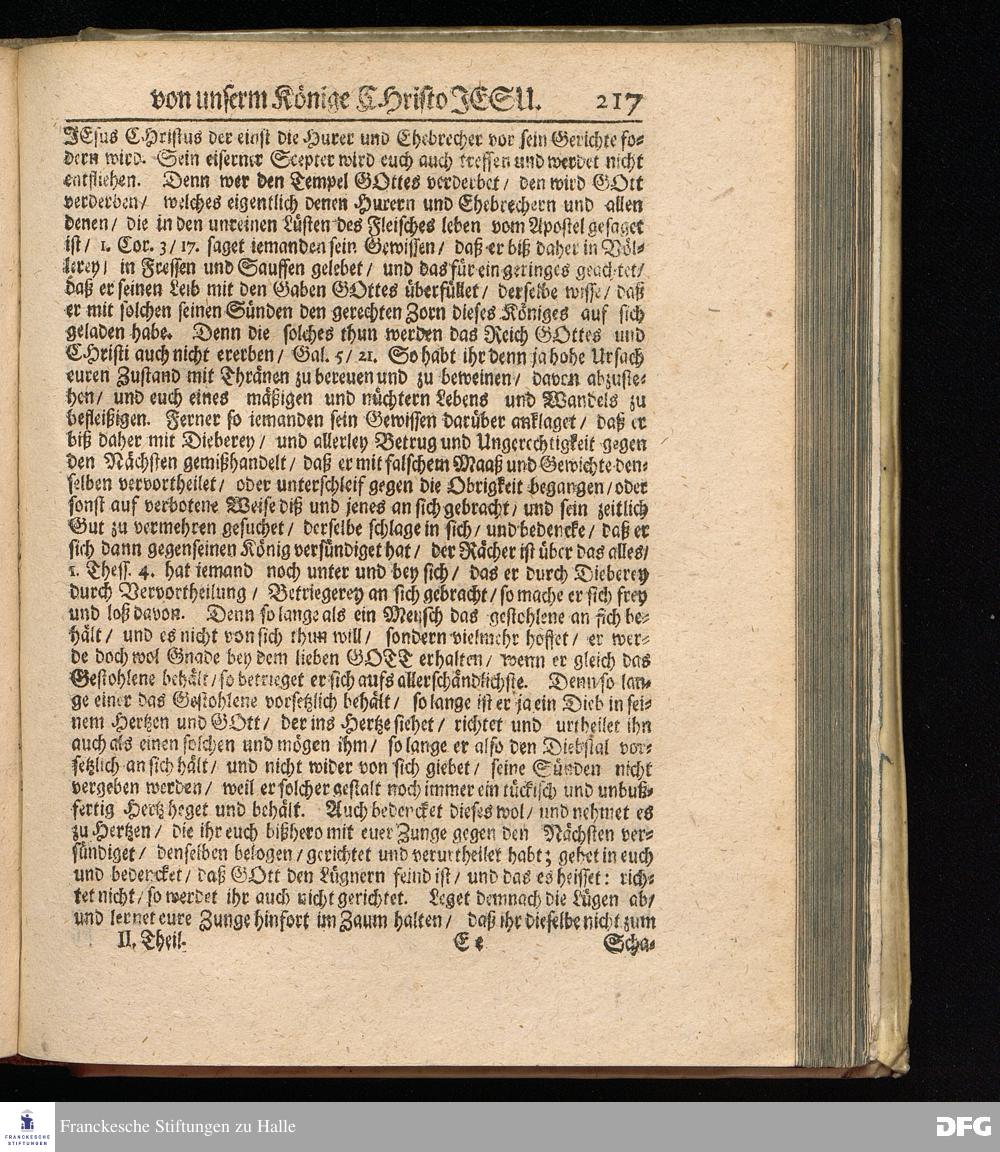 von unserm Könige CHristo JESU. 217
JEsus CHristus der einst die Hurer und Ehebrecher vor sein Gerichte fo-
dern wird. Sein eiserner Scepter wird euch auch treffen und werdet nicht
entfliehen. Denn wer den Tempel GOttes verderbet / den wird GOtt
verderben / welches eigentlich denen Hurern und Ehebrechern und allen
denen / die in den unreinen Lüsten des Fleisches leben vom Apostel gesaget
ist / 1. Cor. 3 / 17. saget iemanden sein Gewissen / daß er biß daher in Völ-
lerey / in Fressen und Sauffen gelebet / und das für ein geringes geachtet /
daß er seinen Leib mit den Gaben GOttes überfüllet / derselbe wisse / daß
er mit solchen seinen Sünden den gerechten Zorn dieses Königes auf sich
geladen habe. Denn die solches thun werden das Reich GOttes und
CHristi auch nicht ererben / Gal. 5 / 21. So habt ihr denn ja hohe Ursach
euren Zustand mit Thränen zu bereuen und zu beweinen / davon abzuste-
hen / und euch eines mäßigen und nüchtern Lebens und Wandels zu
befleißigen. Ferner so iemanden sein Gewissen darüber anklaget / daß er
biß daher mit Dieberey / und allerley Betrug und Ungerechtigkeit gegen
den Nächsten gemißhandelt / daß er mit falschem Maaß und Gewichte den-
selben vervortheilet / oder unterschleif gegen die Obrigkeit begangen / oder
sonst auf verbotene Weise diß und jenes an sich gebracht / und sein zeitlich
Gut zu vermehren gesuchet / derselbe schlage in sich / und bedencke / daß er
sich dann gegen seinen König versündiget hat / der Rächer ist über das alles /
1. Thess. 4. hat iemand noch unter und bey sich / das er durch Dieberey
durch Vervortheilung / Betriegerey an sich gebracht / so mache er sich frey
und loß davon. Denn so lange als ein Mensch das gestohlene an sich be-
hält / und es nicht von sich thun will / sondern vielmehr hoffet / er wer-
de doch wol Gnade bey dem lieben GOTT erhalten / wenn er gleich das
Gestohlene behält / so betrieget er sich aufs allerschändlichste. Denn so lan-
ge einer das Gestohlene vorsetzlich behält / so lange ist er ja ein Dieb in sei-
nem Hertzen und GOtt / der ins Hertze siehet / richtet und urtheilet ihn
auch als einen solchen und mögen ihm / so lange er also den Diebstal vor-
setzlich an sich hält / und nicht wider von sich giebet / seine Sünden nicht
vergeben werden / weil er solcher gestalt noch immer ein tückisch und unbuß-
fertig Hertz heget und behält. Auch bedencket dieses wol / und nehmet es
zu Hertzen / die ihr euch bißhero mit euer Zunge gegen den Nächsten ver-
sündiget / denselben belogen / gerichtet und verurtheilet habt; gehet in euch
und bedencket / daß GOtt den Lügnern feind ist / und das es heisset: rich-
tet nicht / so werdet ihr auch nicht gerichtet. Leget demnach die Lügen ab /
und lernet eure Zunge hinfort im Zaum halten / daß ihr dieselbe nicht zum
II. Theil. E e Scha-
FRANCKESCHE
STIFTUNGEN
Franckesche Stiftungen zu Halle
DFG